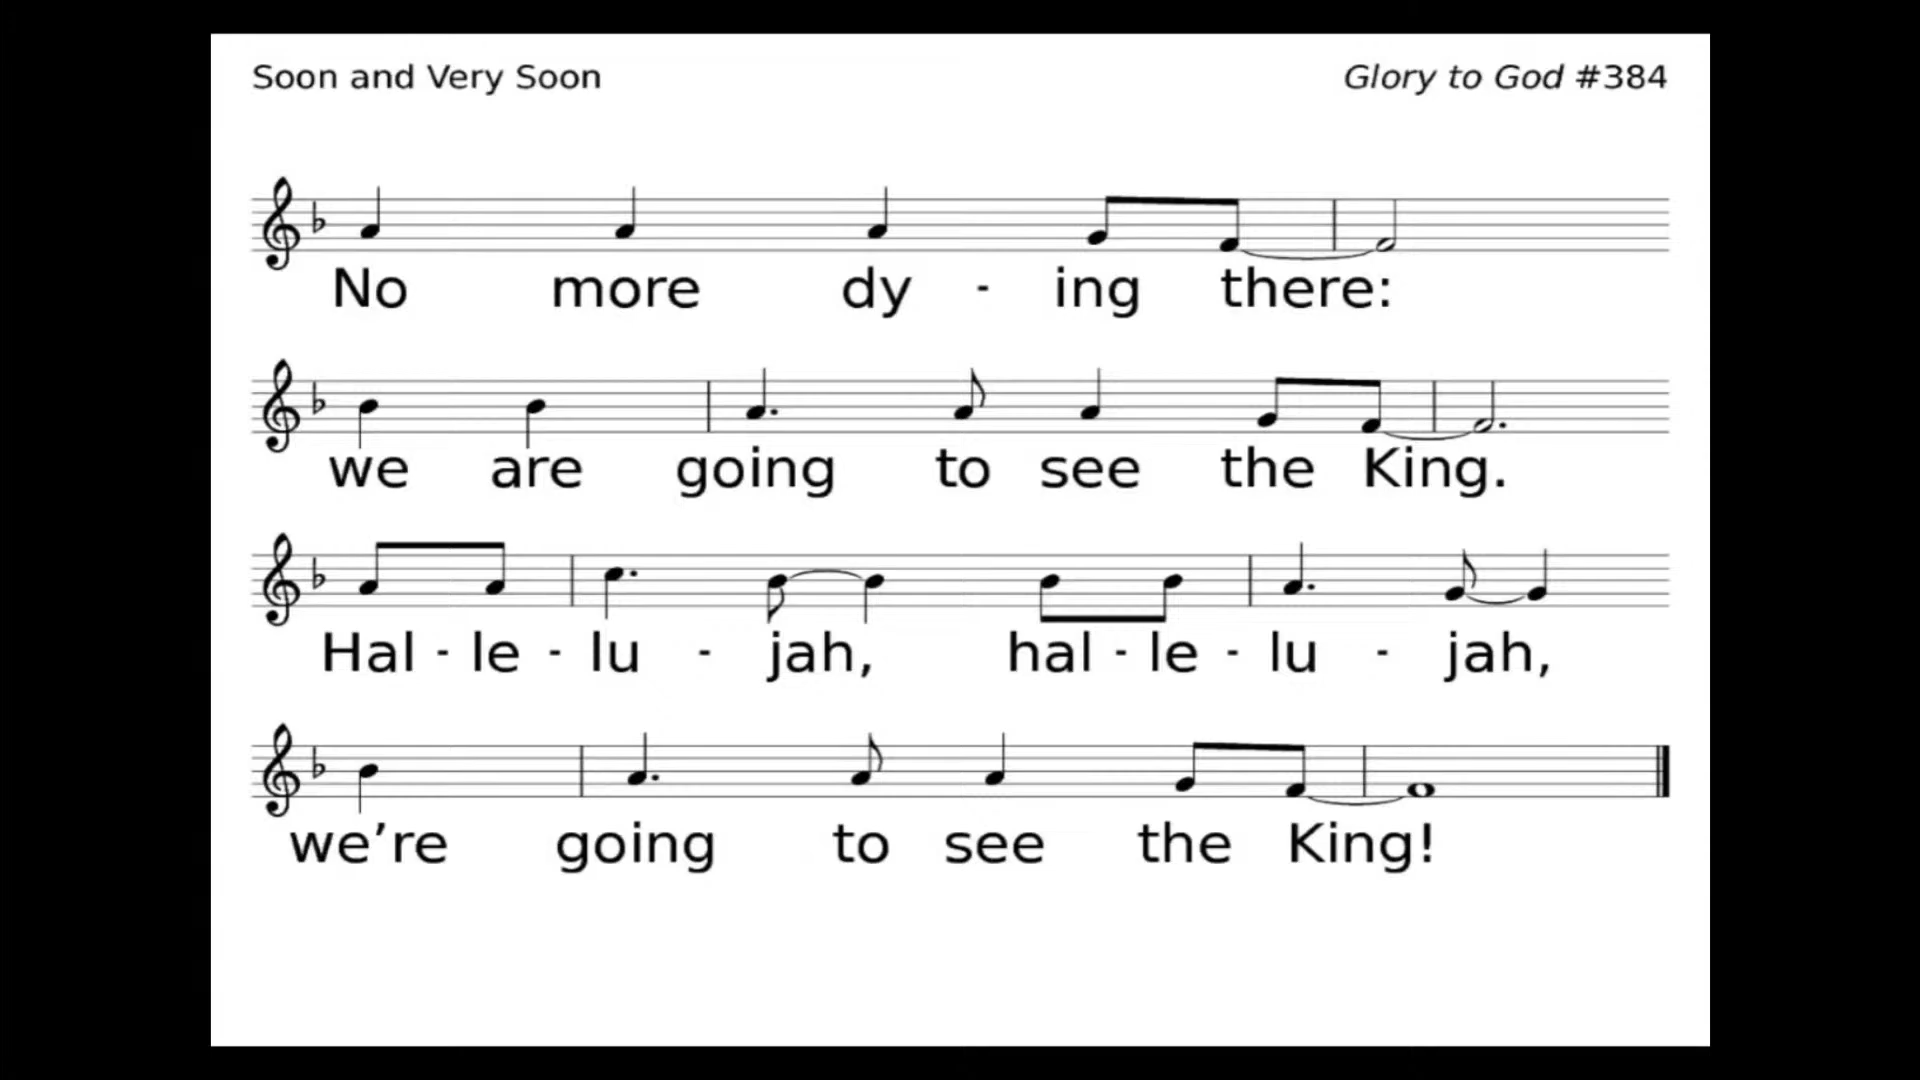 Soon and Very Soon Glory to God #384
No more dy - ing there:
we are going to see the King.
Hal - le - lu - jah, hal - le - lu - jah,
we’re going to see the King!